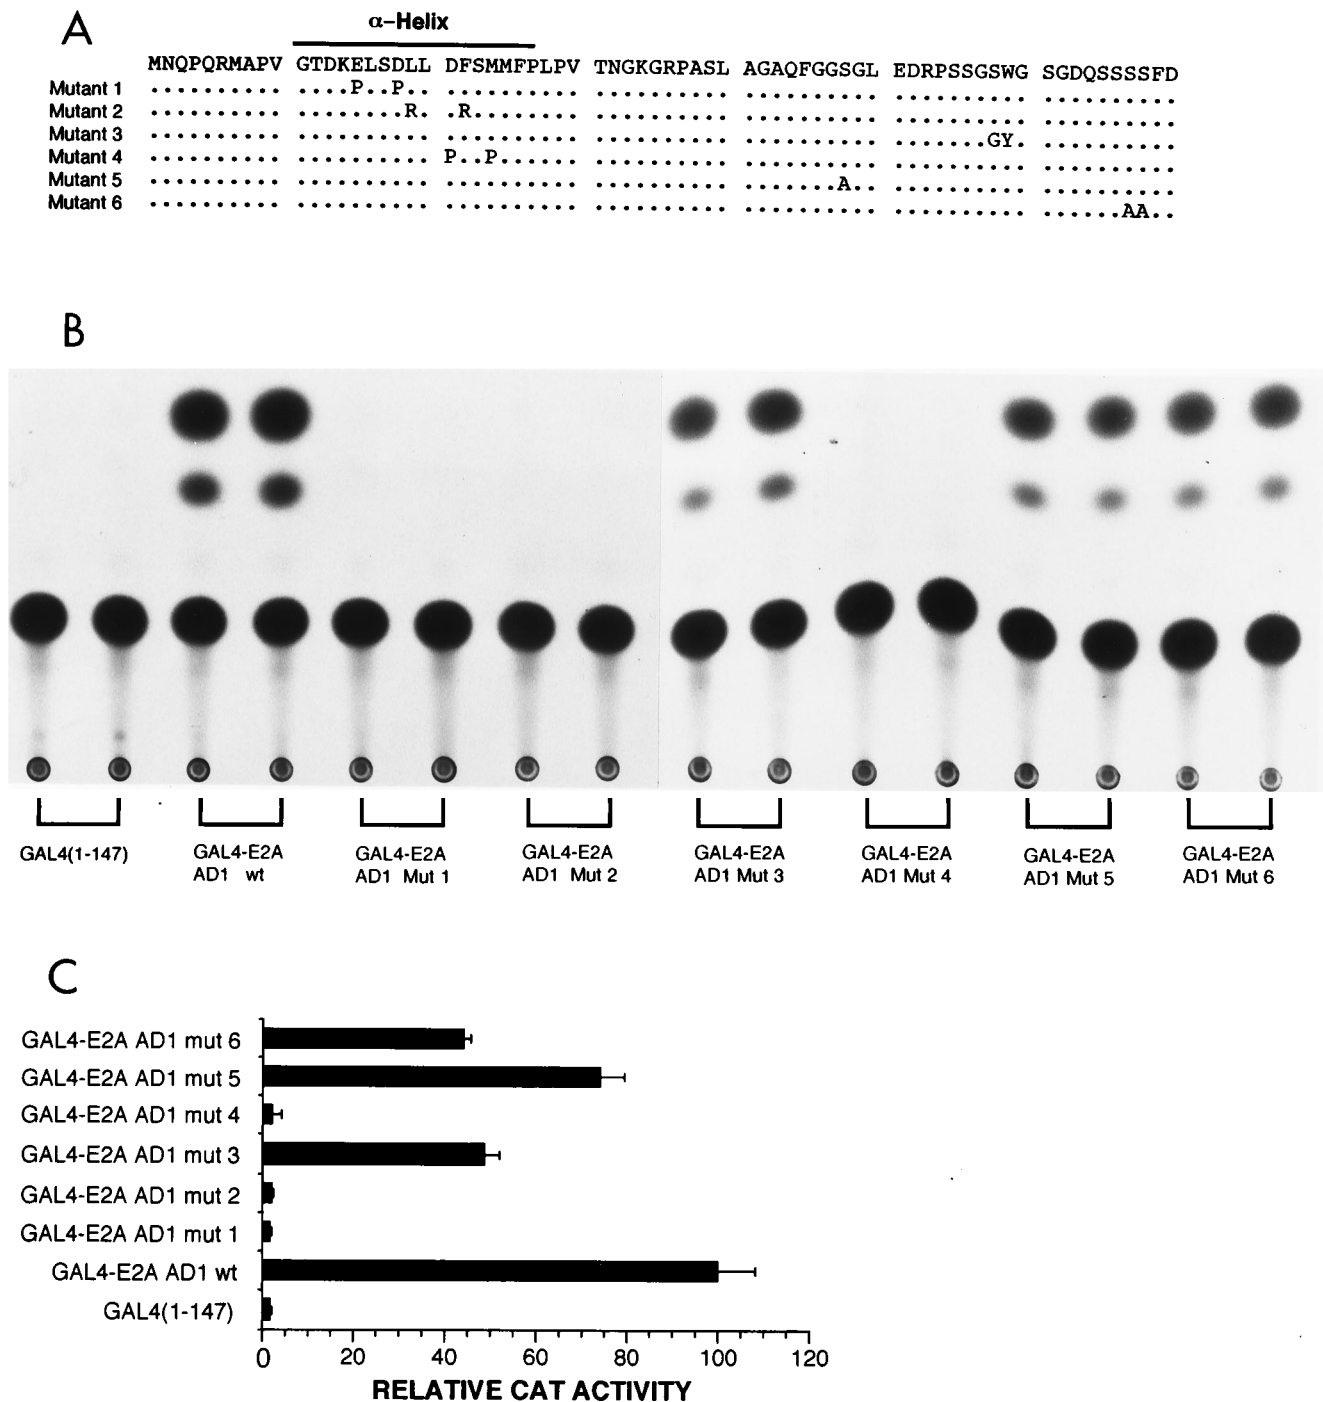 A
α–Helix
MNQPQRMAPV GTDKELSDLL DFSMMFPLPV TNGKGRPASL AGAQFGGSGL EDRPSSGSWG SGDQSSSSFD
Mutant 1 .......... ....P..P.. .......... .......... .......... .......... ..........
Mutant 2 .......... ........R. .R........ .......... .......... .......... ..........
Mutant 3 .......... .......... .......... .......... .......... .......GY. ..........
Mutant 4 .......... .......... P..P...... .......... .......... .......... ..........
Mutant 5 .......... .......... .......... .......... .......A.. .......... ..........
Mutant 6 .......... .......... .......... .......... .......... .......... ......AA..
B
GAL4(1-147)
GAL4-E2A
AD1 wt
GAL4-E2A
AD1 Mut 1
GAL4-E2A
AD1 Mut 2
GAL4-E2A
AD1 Mut 3
GAL4-E2A
AD1 Mut 4
GAL4-E2A
AD1 Mut 5
GAL4-E2A
AD1 Mut 6
C
GAL4-E2A AD1 mut 6
GAL4-E2A AD1 mut 5
GAL4-E2A AD1 mut 4
GAL4-E2A AD1 mut 3
GAL4-E2A AD1 mut 2
GAL4-E2A AD1 mut 1
GAL4-E2A AD1 wt
GAL4(1-147)
0 20 40 60 80 100 120
RELATIVE CAT ACTIVITY